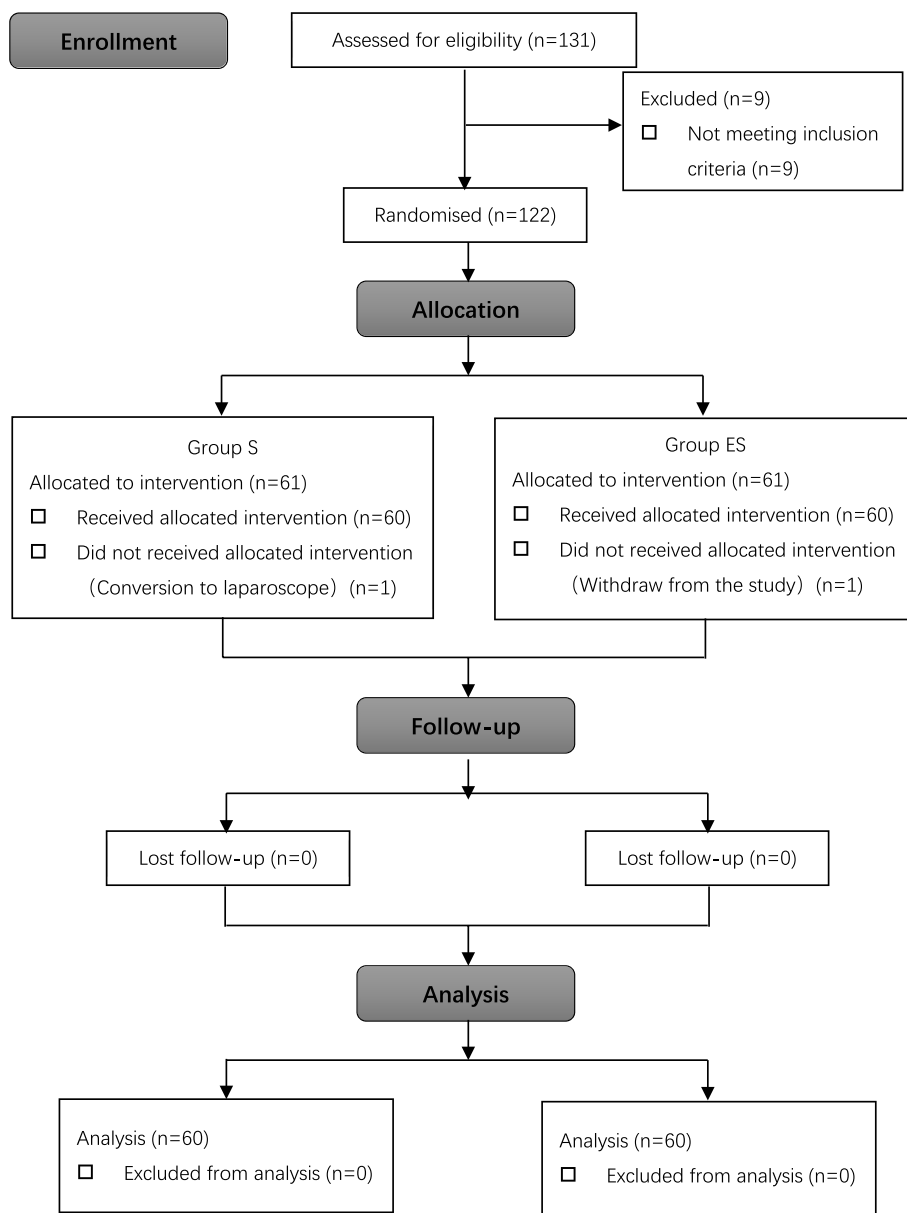 Enrollment
Assessed for eligibility (n=131)
Excluded (n=9)
Not meeting inclusion
criteria (n=9)
Randomised (n=122)
Allocation
Group S
Allocated to intervention (n=61)
Received allocated intervention (n=60)
Did not received allocated intervention
（Conversion to laparoscope）(n=1)
Group ES
Allocated to intervention (n=61)
Received allocated intervention (n=60)
Did not received allocated intervention
（Withdraw from the study）(n=1)
Follow-up
Lost follow-up (n=0)
Lost follow-up (n=0)
Analysis
Analysis (n=60)
Excluded from analysis (n=0)
Analysis (n=60)
Excluded from analysis (n=0)